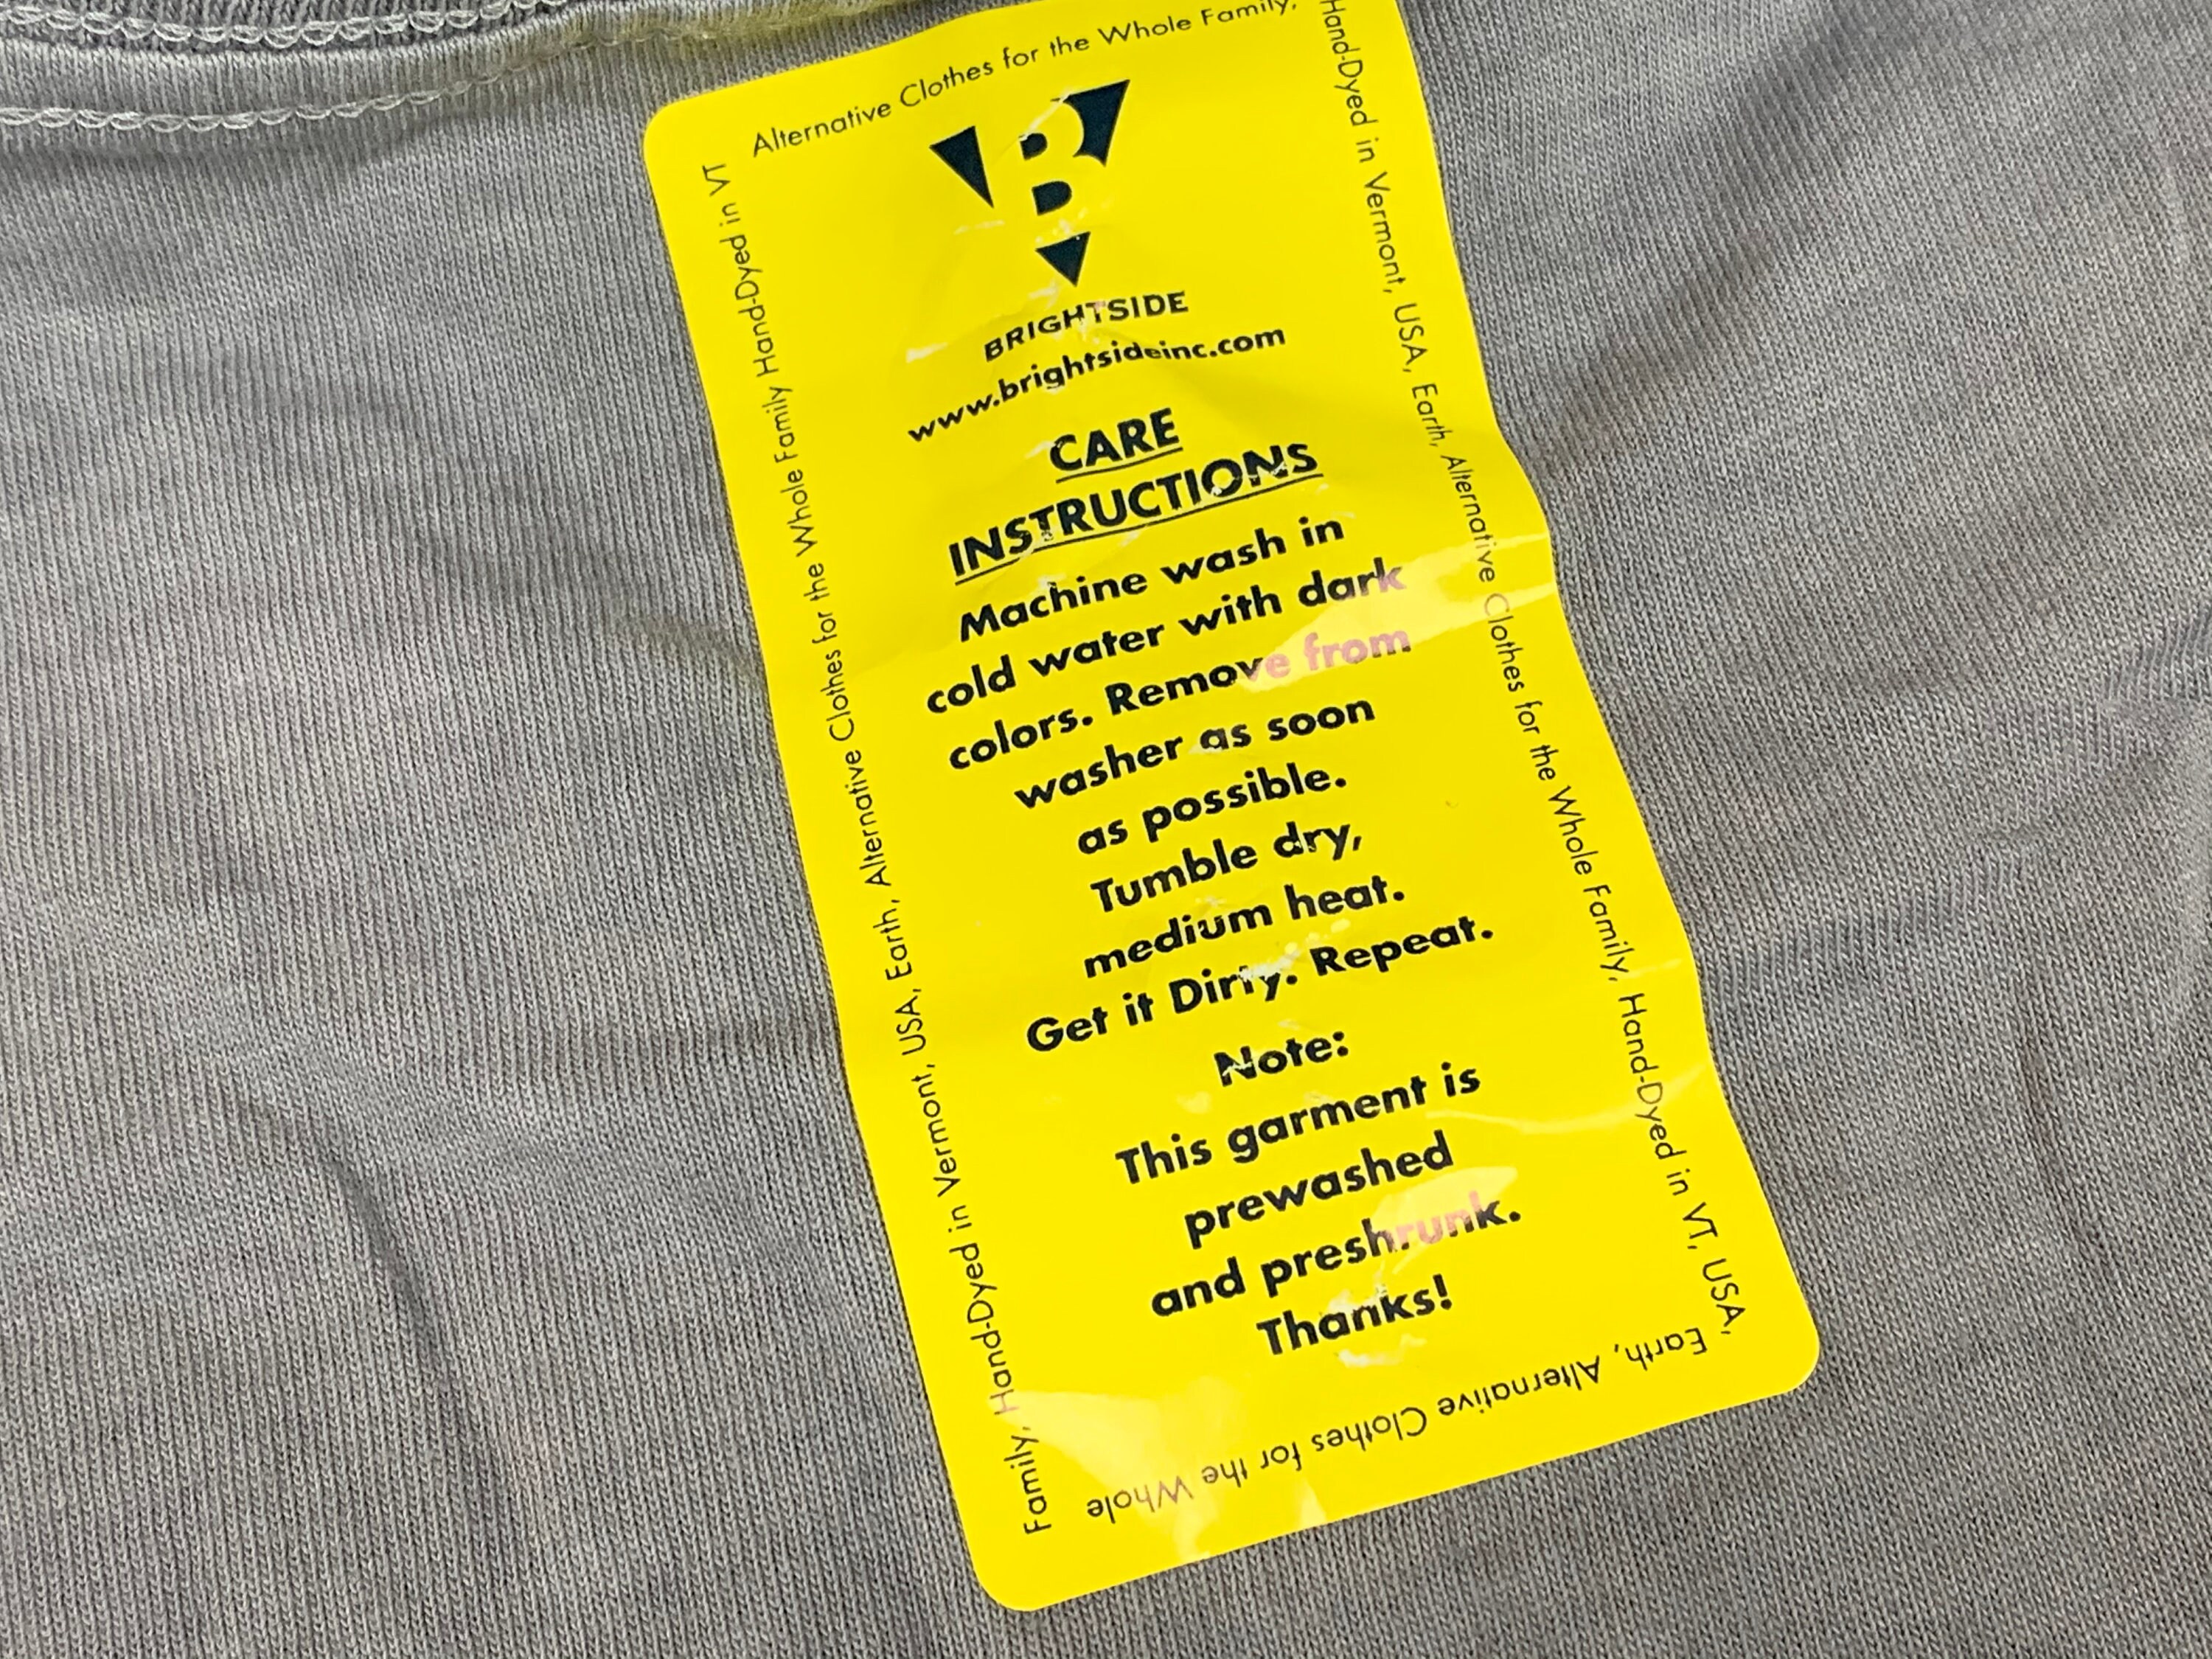 Alternative Clothes for the Whole Family,
Hand-Dyed in Vermont, USA, Earth, Alternative Clothes for the Whole Family, Hand-Dyed in VT, USA,
Earth, Alternative Clothes for the Whole
Family, Hand-Dyed in Vermont, USA, Earth, Alternative Clothes for the Whole Family Hand-Dyed in VT
B
BRIGHTSIDE
www.brightsideinc.com
CARE
INSTRUCTIONS
Machine wash in
cold water with dark
colors. Remove from
washer as soon
as possible.
Tumble dry,
medium heat.
Get it Dirty. Repeat.
Note:
This garment is
prewashed
and preshrunk.
Thanks!